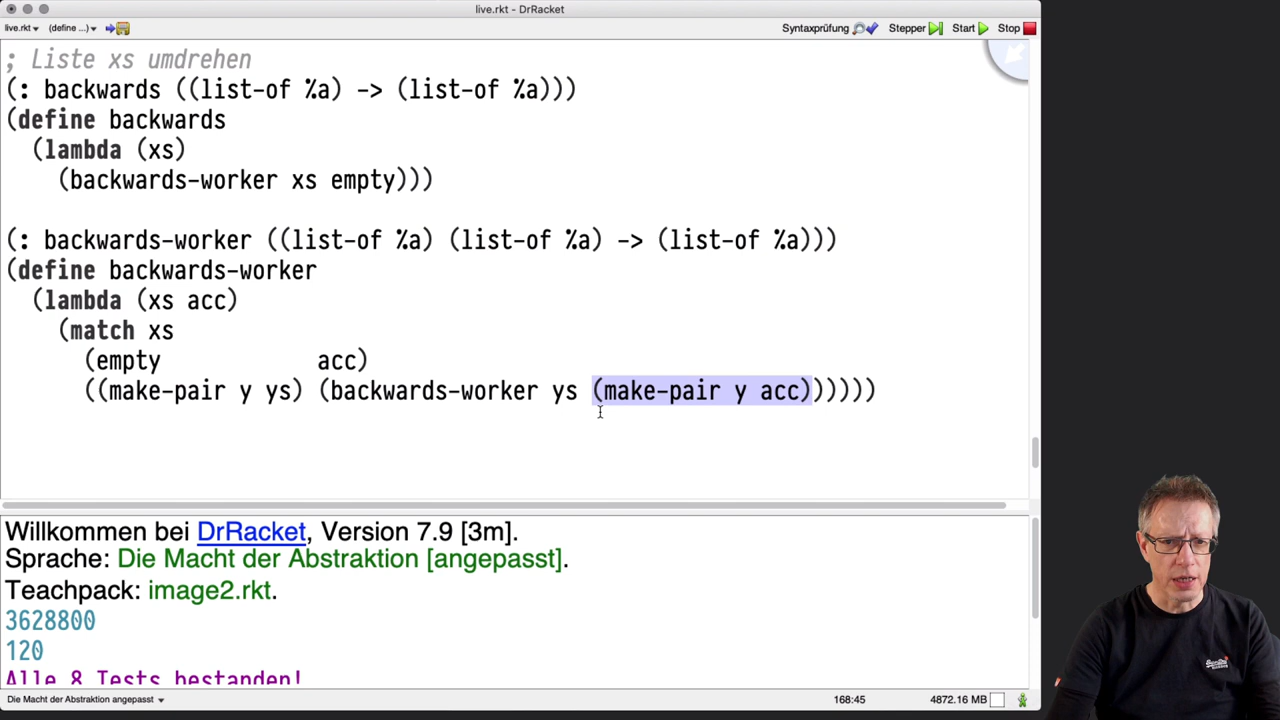 live.rkt - DrRacket
live.rkt (define ...) Syntaxprüfung Stepper Start Stop
; Liste xs umdrehen
(: backwards ((list-of %a) -> (list-of %a)))
(define backwards
(lambda (xs)
(backwards-worker xs empty)))
(: backwards-worker ((list-of %a) (list-of %a) -> (list-of %a)))
(define backwards-worker
(lambda (xs acc)
(match xs
(empty acc)
((make-pair y ys) (backwards-worker ys (make-pair y acc))))))
Willkommen bei DrRacket, Version 7.9 [3m].
Sprache: Die Macht der Abstraktion [angepasst].
Teachpack: image2.rkt.
3628800
120
Alle 8 Tests bestanden!
Die Macht der Abstraktion angepasst 168:45 4872.16 MB